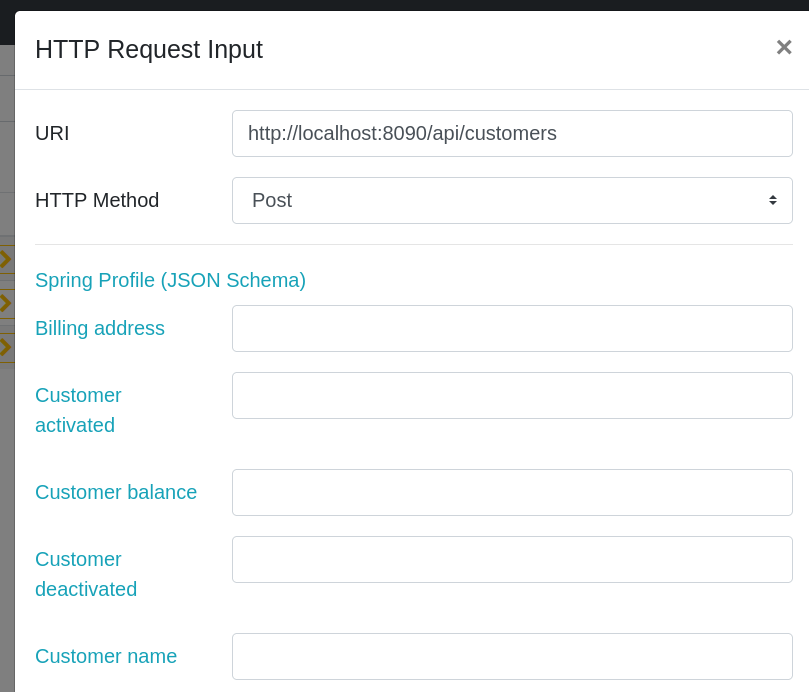 HTTP Request Input ×
URI http://localhost:8090/api/customers
HTTP Method Post
Spring Profile (JSON Schema)
Billing address
Customer
activated
Customer balance
Customer
deactivated
Customer name